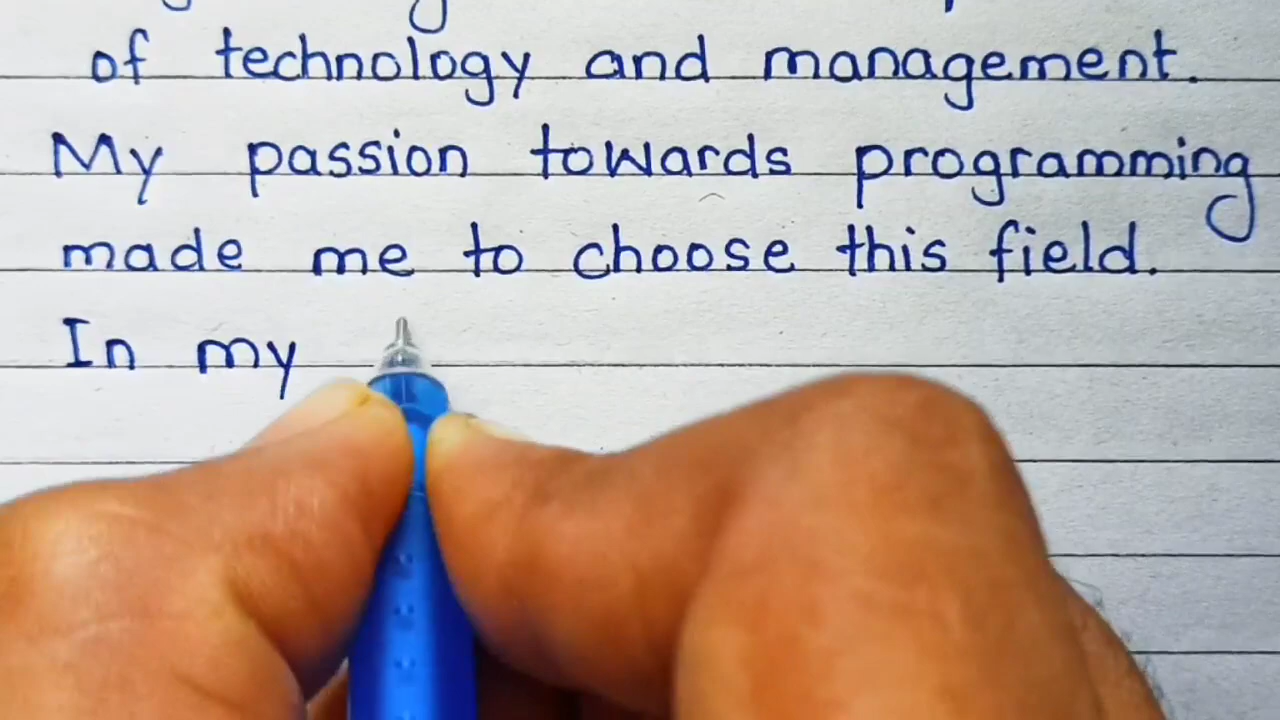 of technology and management.
My passion towards programming
made me to choose this field.
In my